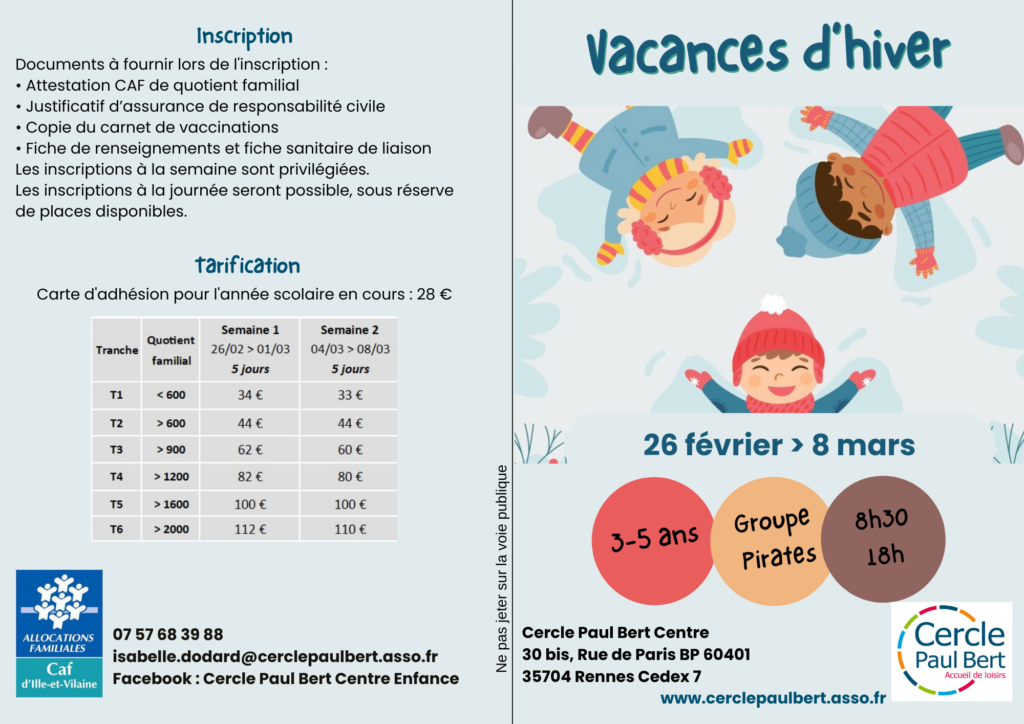 Inscription
Documents à fournir lors de l'inscription :
• Attestation CAF de quotient familial
• Justificatif d’assurance de responsabilité civile
• Copie du carnet de vaccinations
• Fiche de renseignements et fiche sanitaire de liaison
Les inscriptions à la semaine sont privilégiées.
Les inscriptions à la journée seront possible, sous réserve
de places disponibles.
Tarification
Carte d'adhésion pour l'année scolaire en cours : 28 €
Tranche Quotient familial Semaine 1 26/02 > 01/03 5 jours Semaine 2 04/03 > 08/03 5 jours
T1 < 600 34 € 33 €
T2 > 600 44 € 44 €
T3 > 900 62 € 60 €
T4 > 1200 82 € 80 €
T5 > 1600 100 € 100 €
T6 > 2000 112 € 110 €
ALLOCATIONS
FAMILIALES
Caf
d'Ille-et-Vilaine
07 57 68 39 88
isabelle.dodard@cerclepaulbert.asso.fr
Facebook : Cercle Paul Bert Centre Enfance
Ne pas jeter sur la voie publique
Vacances d'hiver
26 février > 8 mars
3-5 ans
Groupe
Pirates
8h30
18h
Cercle Paul Bert Centre
30 bis, Rue de Paris BP 60401
35704 Rennes Cedex 7
www.cerclepaulbert.asso.fr
Cercle
Paul Bert
Accueil de loisirs